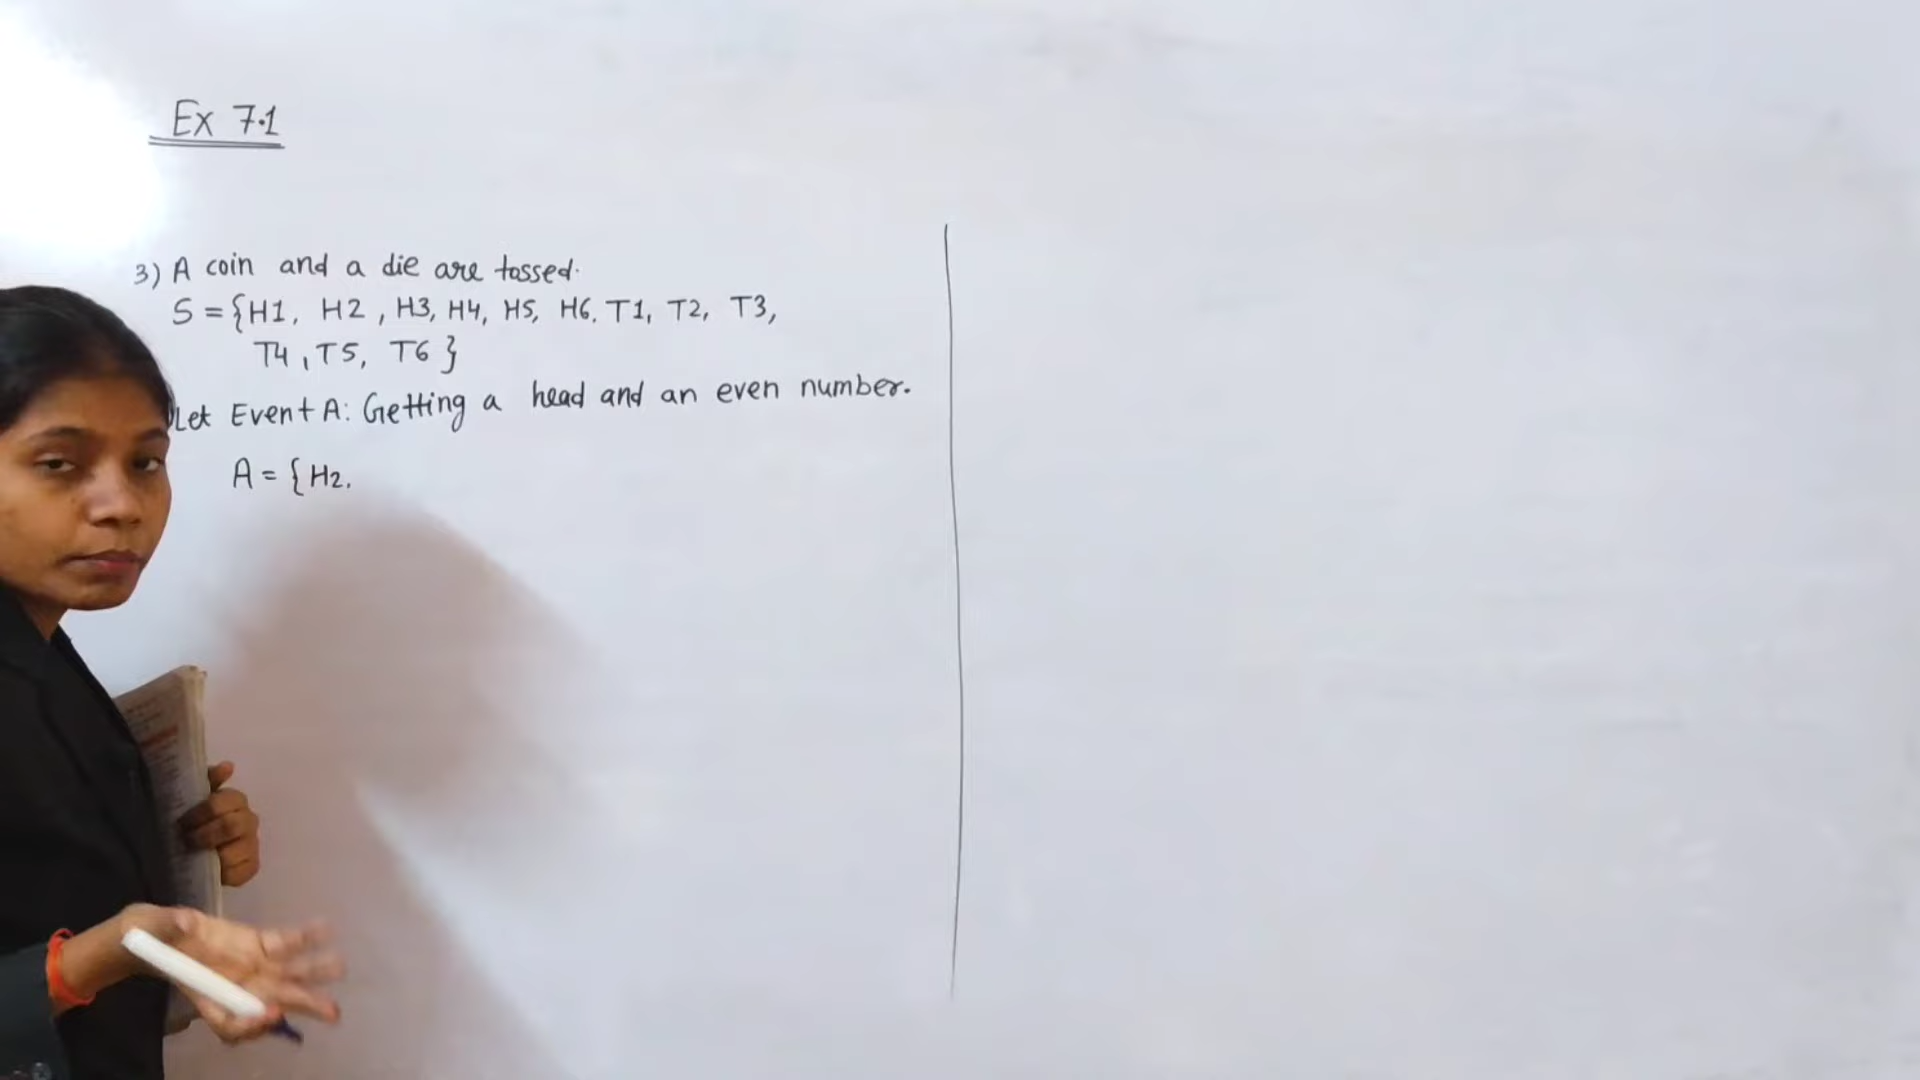 Ex 7.1
3) A coin and a die are tossed.
S = {H1, H2, H3, H4, H5, H6, T1, T2, T3,
T4, T5, T6}
Let Event A: Getting a head and an even number.
A = {H2,